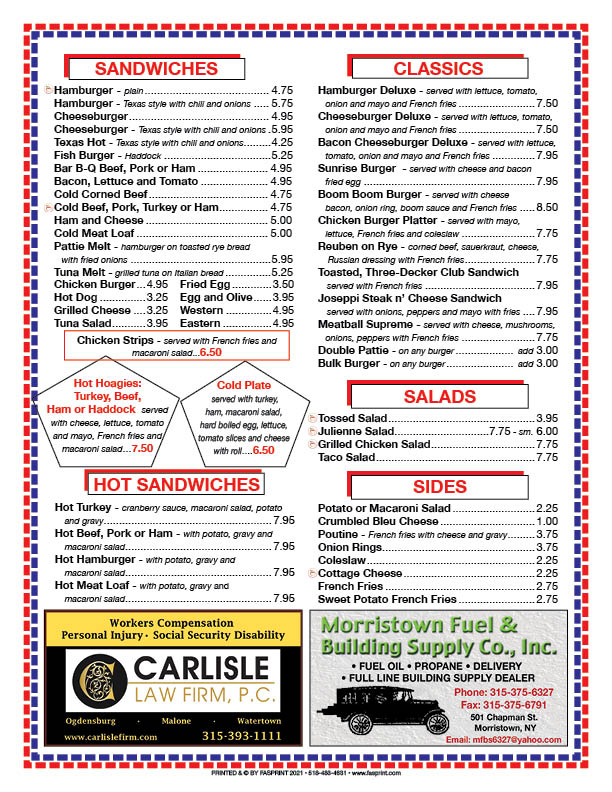 SANDWICHES
Hamburger - plain 4.75
Hamburger - Texas style with chili and onions 5.75
Cheeseburger 4.95
Cheeseburger - Texas style with chili and onions 5.95
Texas Hot - Texas style with chili and onions 4.25
Fish Burger - Haddock 5.25
Bar B-Q Beef, Pork or Ham 4.95
Bacon, Lettuce and Tomato 4.95
Cold Corned Beef 4.75
Cold Beef, Pork, Turkey or Ham 4.75
Ham and Cheese 5.00
Cold Meat Loaf 5.00
Pattie Melt - hamburger on toasted rye bread
with fried onions 5.95
Tuna Melt - grilled tuna on Italian bread 5.25
Chicken Burger 4.95 Fried Egg 3.50
Hot Dog 3.25 Egg and Olive 3.95
Grilled Cheese 3.25 Western 4.95
Tuna Salad 3.95 Eastern 4.95
Chicken Strips - served with French fries and
macaroni salad...6.50
Hot Hoagies:
Turkey, Beef,
Ham or Haddock served
with cheese, lettuce, tomato
and mayo, French fries and
macaroni salad...7.50
Cold Plate
served with turkey,
ham, macaroni salad,
hard boiled egg, lettuce,
tomato slices and cheese
with roll....6.50
HOT SANDWICHES
Hot Turkey - cranberry sauce, macaroni salad, potato
and gravy 7.95
Hot Beef, Pork or Ham - with potato, gravy and
macaroni salad 7.95
Hot Hamburger - with potato, gravy and
macaroni salad 7.95
Hot Meat Loaf - with potato, gravy and
macaroni salad 7.95
CLASSICS
Hamburger Deluxe - served with lettuce, tomato,
onion and mayo and French fries 7.50
Cheeseburger Deluxe - served with lettuce, tomato,
onion and mayo and French fries 7.50
Bacon Cheeseburger Deluxe - served with lettuce,
tomato, onion and mayo and French fries 7.95
Sunrise Burger - served with cheese and bacon
fried egg 7.95
Boom Boom Burger - served with cheese
bacon, onion ring, boom sauce and French fries 8.50
Chicken Burger Platter - served with mayo,
lettuce, French fries and coleslaw 7.75
Reuben on Rye - corned beef, sauerkraut, cheese,
Russian dressing with French fries 7.75
Toasted, Three-Decker Club Sandwich
served with French fries 7.95
Joseppi Steak n' Cheese Sandwich
served with onions, peppers and mayo with fries 7.95
Meatball Supreme - served with cheese, mushrooms,
onions, peppers with French fries 7.75
Double Pattie - on any burger add 3.00
Bulk Burger - on any burger add 3.00
SALADS
Tossed Salad 3.95
Julienne Salad 7.75 - sm. 6.00
Grilled Chicken Salad 7.75
Taco Salad 7.75
SIDES
Potato or Macaroni Salad 2.25
Crumbled Bleu Cheese 1.00
Poutine - French fries with cheese and gravy 3.75
Onion Rings 3.75
Coleslaw 2.25
Cottage Cheese 2.25
French Fries 2.75
Sweet Potato French Fries 2.75
Workers Compensation
Personal Injury · Social Security Disability
C
CARLISLE
LAW FIRM, P.C.
Ogdensburg · Malone · Watertown
www.carlislefirm.com 315-393-1111
Morristown Fuel &
Building Supply Co., Inc.
• FUEL OIL • PROPANE • DELIVERY
• FULL LINE BUILDING SUPPLY DEALER
Phone: 315-375-6327
Fax: 315-375-6791
501 Chapman St.
Morristown, NY
Email: mfbs6327@yahoo.com
PRINTED & © BY FASPRINT 2021 • 518-483-4631 • www.fasprint.com